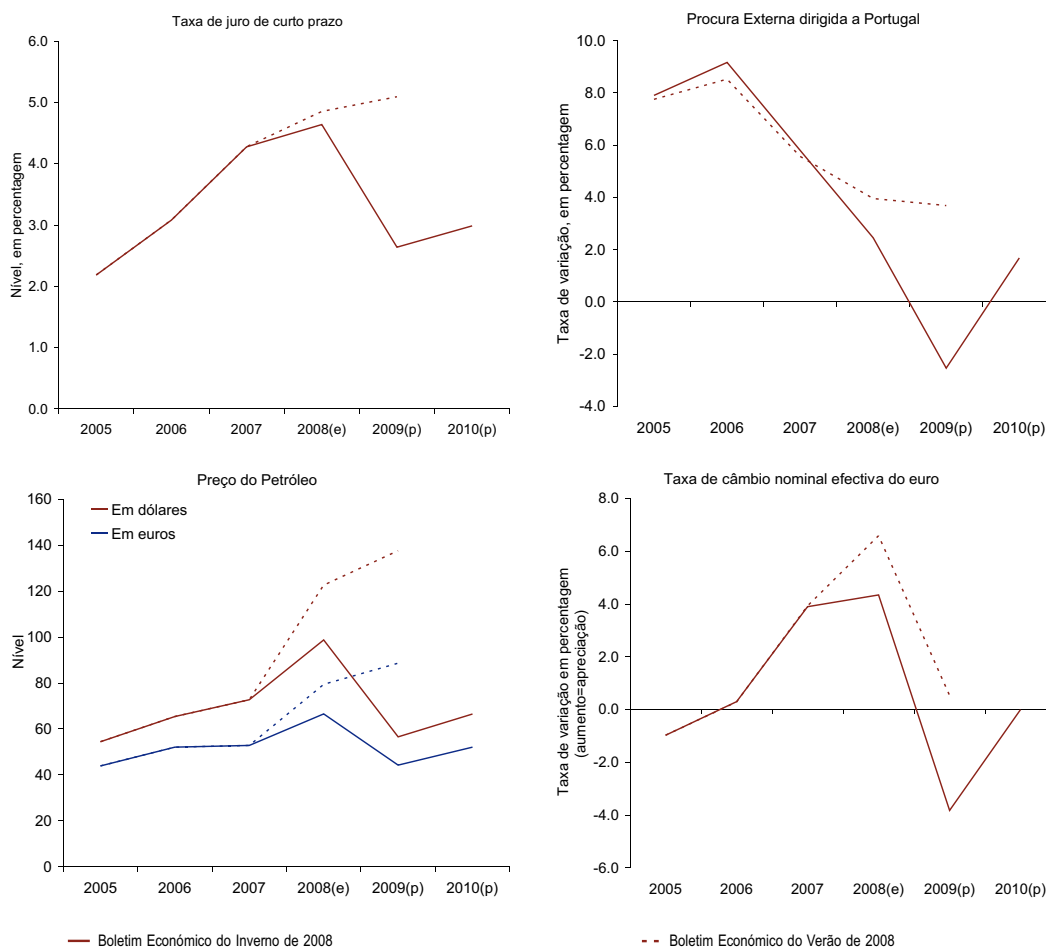 Taxa de juro de curto prazo
6.0
5.0
4.0
3.0
2.0
1.0
0.0
Nível, em percentagem
2005 2006 2007 2008(e) 2009(p) 2010(p)
Procura Externa dirigida a Portugal
10.0
8.0
6.0
4.0
2.0
0.0
-2.0
-4.0
Taxa de variação, em percentagem
2005 2006 2007 2008(e) 2009(p) 2010(p)
Preço do Petróleo
160
140
120
100
80
60
40
20
0
Nível
Em dólares
Em euros
2005 2006 2007 2008(e) 2009(p) 2010(p)
Taxa de câmbio nominal efectiva do euro
8.0
6.0
4.0
2.0
0.0
-2.0
-4.0
-6.0
Taxa de variação em percentagem
(aumento=apreciação)
2005 2006 2007 2008(e) 2009(p) 2010(p)
Boletim Económico do Inverno de 2008
Boletim Económico do Verão de 2008